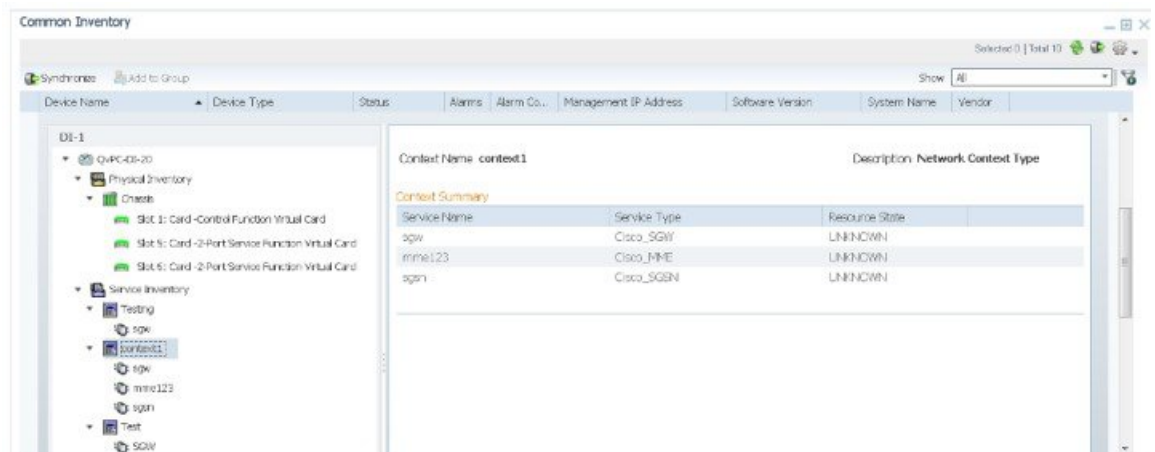 Common Inventory
Selected 0 | Total 10
Synchronize Add to Group Show All
Device Name Device Type Status Alarms Alarm Co... Management IP Address Software Version System Name Vendor
DI-1
QvPC-DI-20
Physical Inventory
Chassis
Slot 1: Card -Control Function Virtual Card
Slot 5: Card -2-Port Service Function Virtual Card
Slot 6: Card -2-Port Service Function Virtual Card
Service Inventory
Testing
sgw
context1
sgw
mme123
sgsn
Test
SGW
Context Name context1 Description Network Context Type
Context Summary
Service Name Service Type Resource State
sgw Cisco_SGW UNKNOWN
mme123 Cisco_MME UNKNOWN
sgsn Cisco_SGSN UNKNOWN